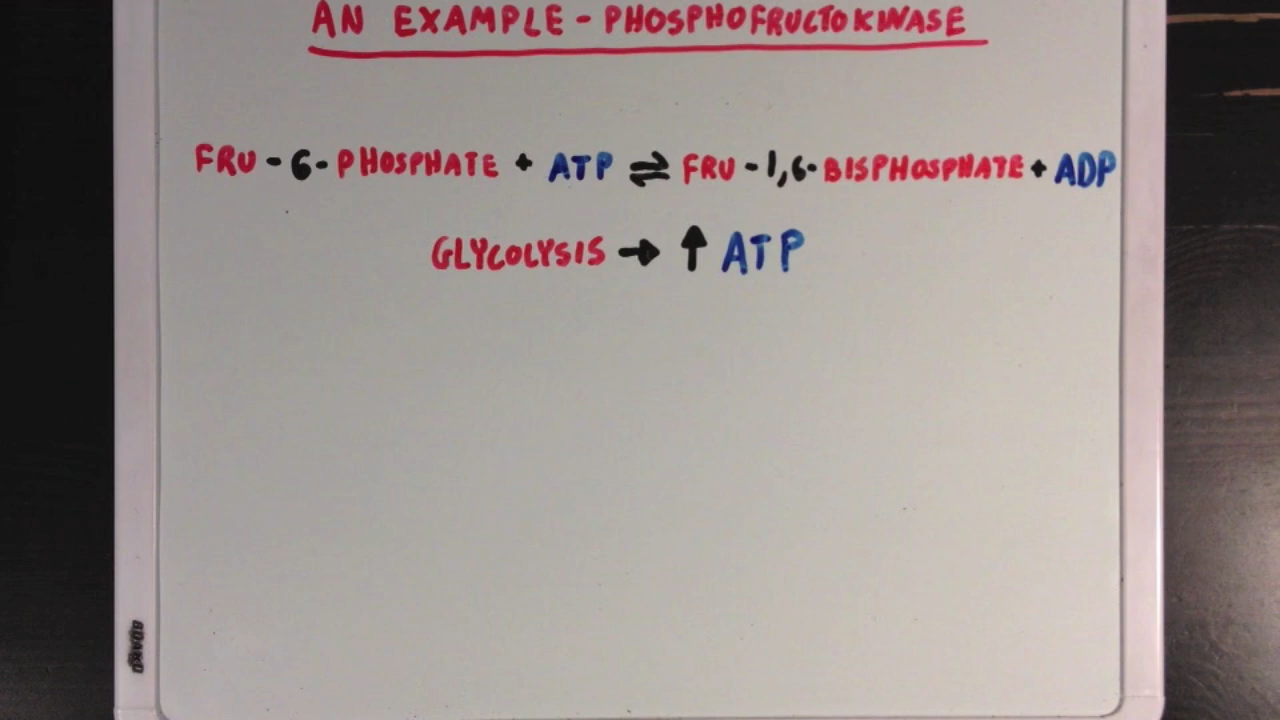 AN EXAMPLE - PHOSPHOFRUCTOKINASE
FRU - 6 - PHOSPHATE + ATP ⇌ FRU - 1,6 - BISPHOSPHATE + ADP
GLYCOLYSIS → ↑ ATP